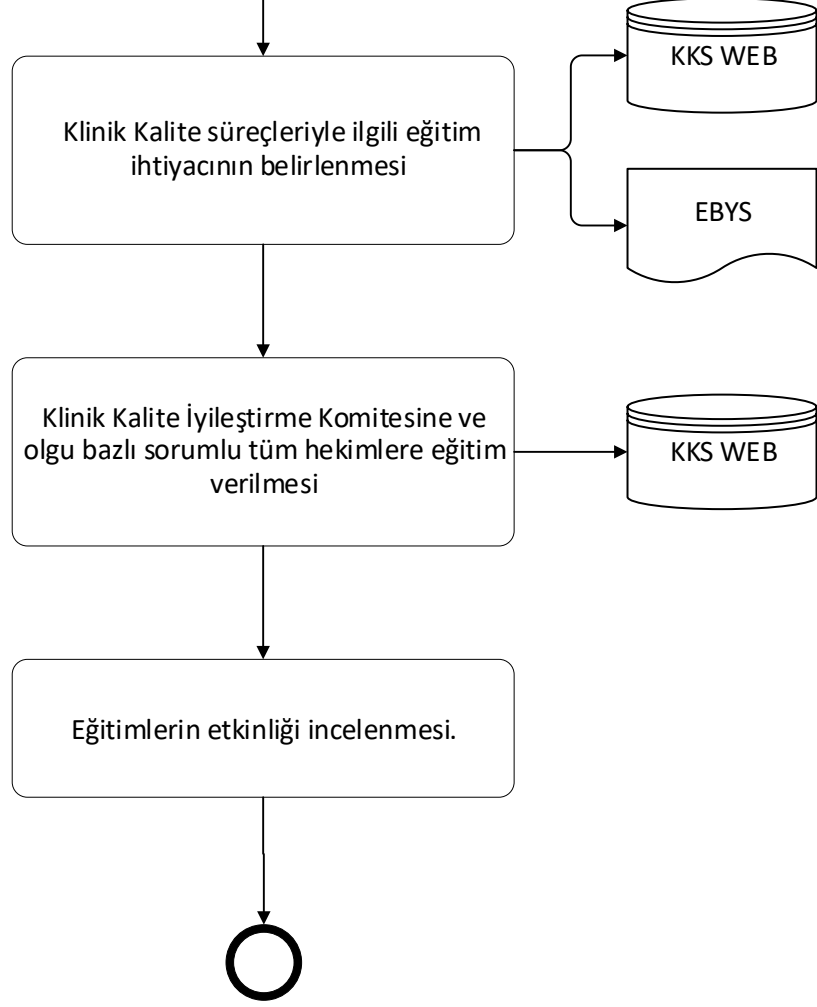 KKS WEB
Klinik Kalite süreçleriyle ilgili eğitim
ihtiyacının belirlenmesi
EBYS
Klinik Kalite İyileştirme Komitesine ve
olgu bazlı sorumlu tüm hekimlere eğitim
verilmesi
KKS WEB
Eğitimlerin etkinliği incelenmesi.